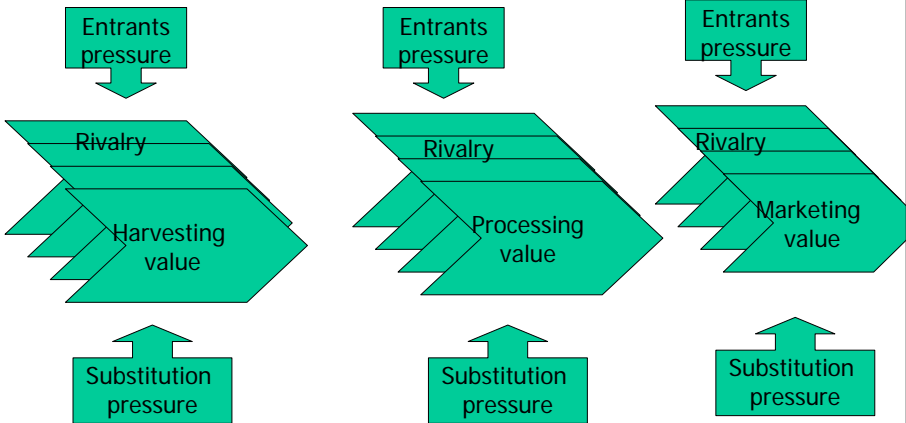 Entrants
pressure
Entrants
pressure
Entrants
pressure
Rivalry
Rivalry
Rivalry
Harvesting
value
Processing
value
Marketing
value
Substitution
pressure
Substitution
pressure
Substitution
pressure